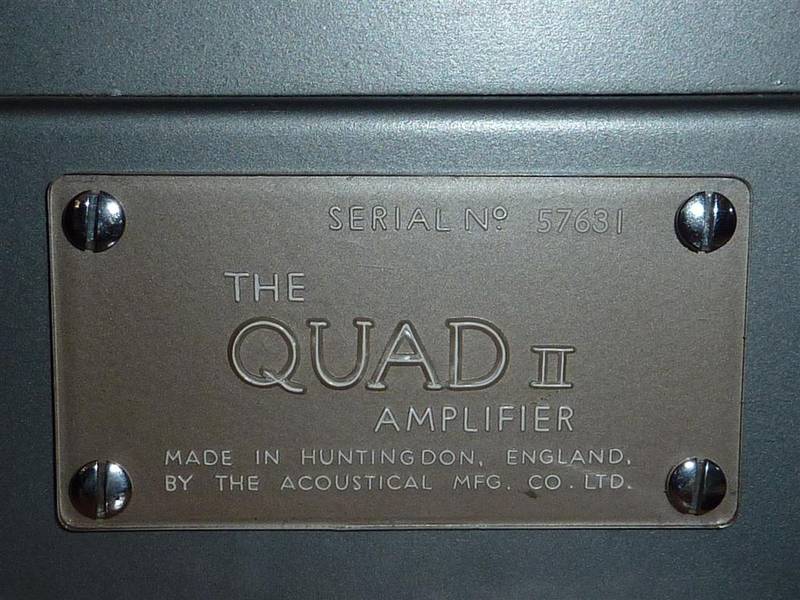 SERIAL Nº 57631
THE
QUAD II
AMPLIFIER
MADE IN HUNTINGDON, ENGLAND,
BY THE ACOUSTICAL MFG. CO. LTD.